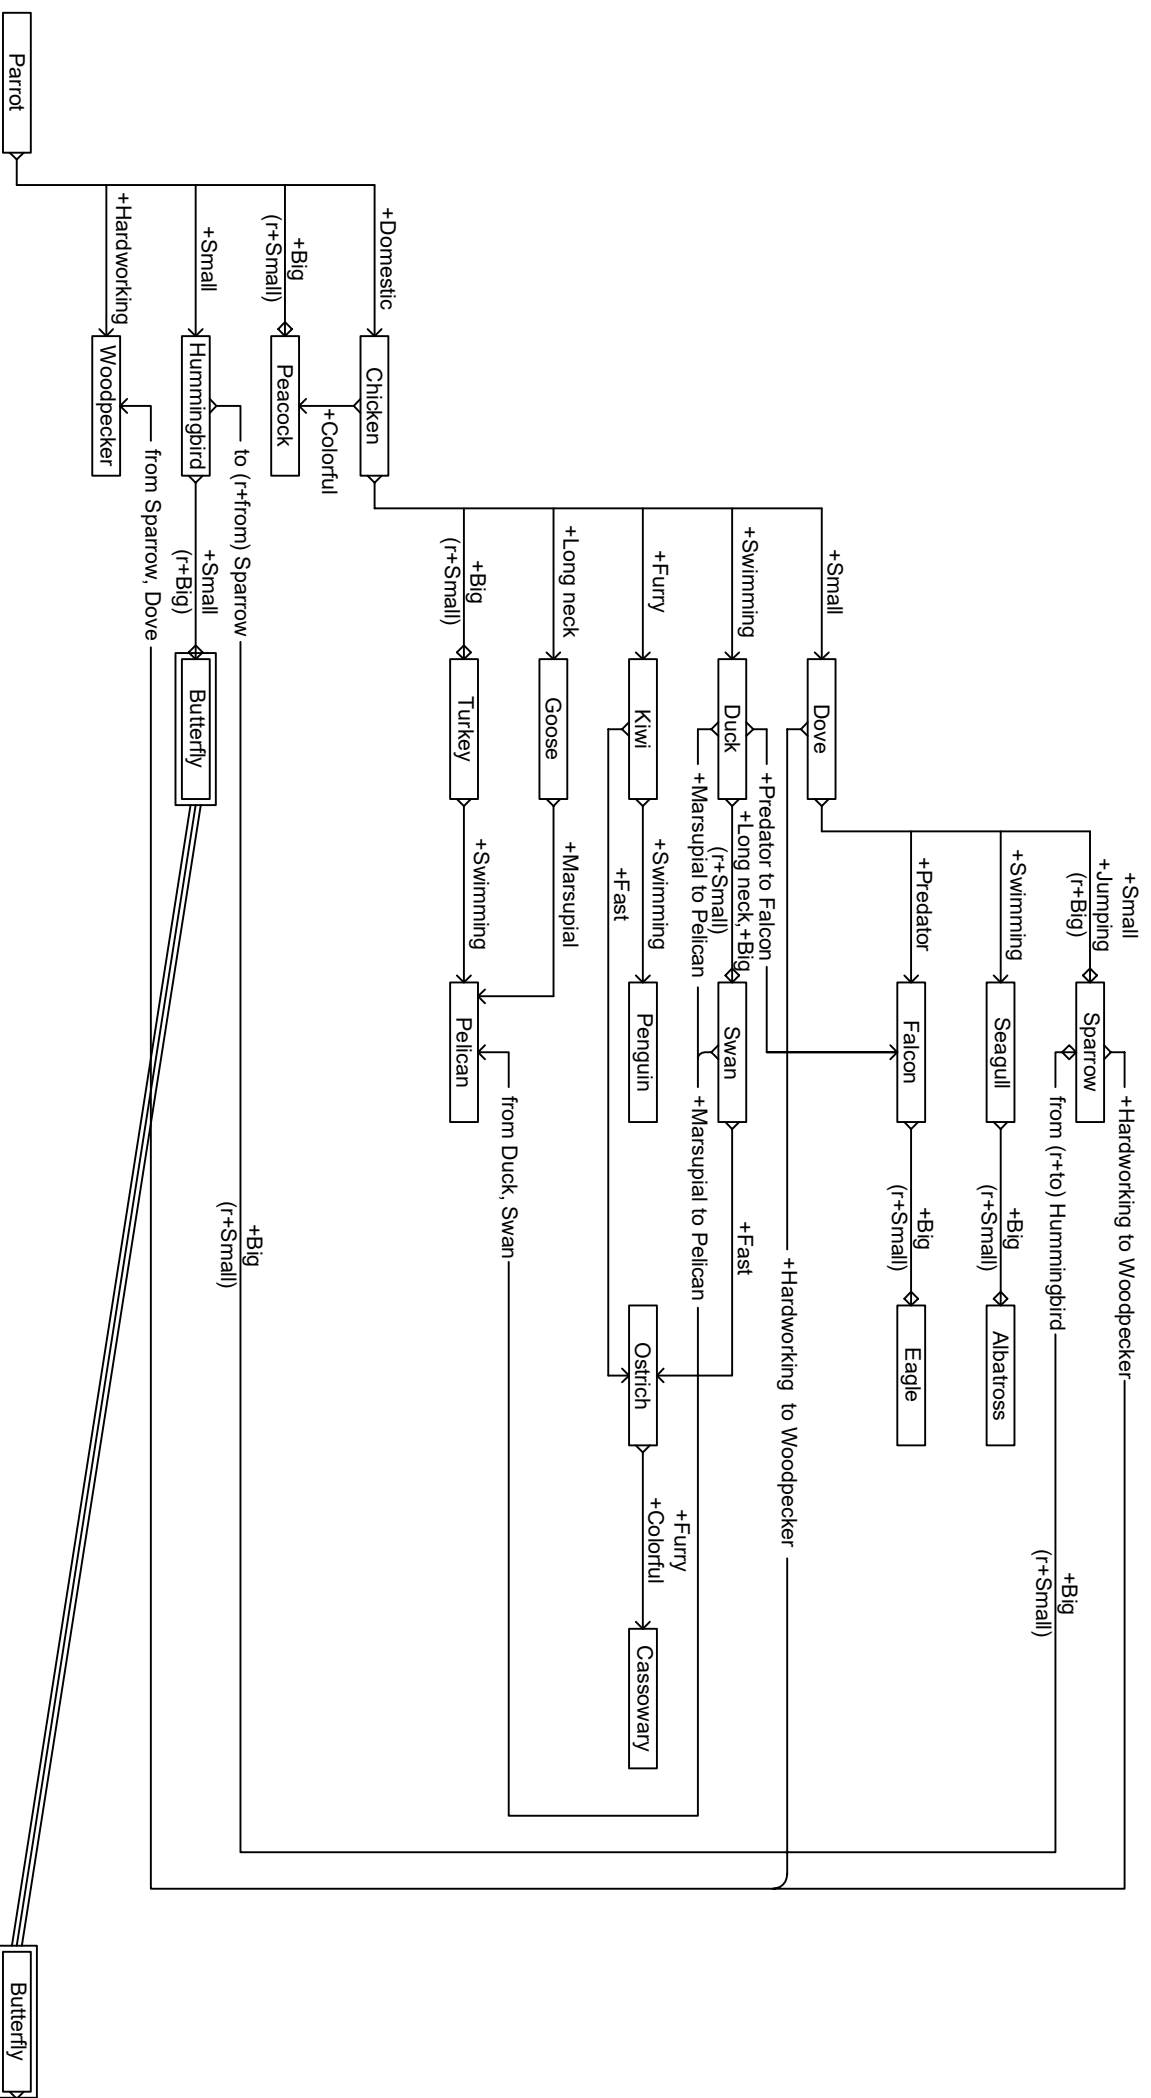 Parrot
+Domestic
+Big
(r+Small)
+Small
+Hardworking
Chicken
+Colorful
Peacock
Hummingbird
Woodpecker
to (r+from) Sparrow
from Sparrow, Dove
+Small
+Swimming
+Furry
+Long neck
+Big
(r+Small)
+Small
(r+Big)
Dove
Duck
Kiwi
Goose
Turkey
Butterfly
+Small
+Jumping
(r+Big)
+Swimming
+Predator
+Predator to Falcon
+Long neck,+Big
(r+Small)
+Marsupial to Pelican
+Swimming
+Fast
+Marsupial
+Swimming
Sparrow
Seagull
Falcon
Swan
Penguin
Pelican
+Hardworking to Woodpecker
from (r+to) Hummingbird
+Big
(r+Small)
+Big
(r+Small)
+Hardworking to Woodpecker
+Fast
+Marsupial to Pelican
from Duck, Swan
+Big
(r+Small)
Albatross
Eagle
Ostrich
+Big
(r+Small)
+Furry
+Colorful
Cassowary
Butterfly